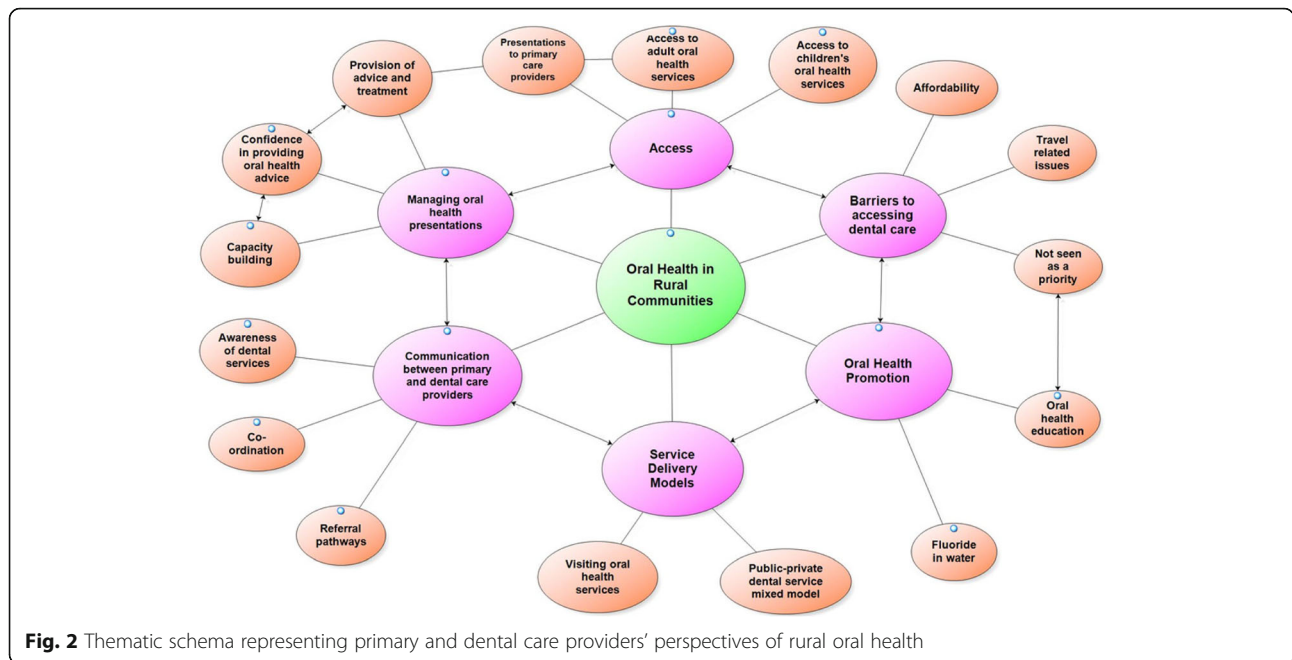 Presentations
to primary
care
providers
Access to
adult oral
health
services
Access to
children's
oral health
services
Provision of
advice and
treatment
Affordability
Confidence
in providing
oral health
advice
Access
Travel
related
issues
Managing oral
health
presentations
Barriers to
accessing
dental care
Capacity
building
Not seen
as a
priority
Oral Health in
Rural
Communities
Awareness
of dental
services
Communication
between primary
and dental care
providers
Oral Health
Promotion
Oral
health
education
Co-
ordination
Service
Delivery
Models
Referral
pathways
Visiting oral
health
services
Public-private
dental service
mixed model
Fluoride
in water
Fig. 2 Thematic schema representing primary and dental care providers’ perspectives of rural oral health